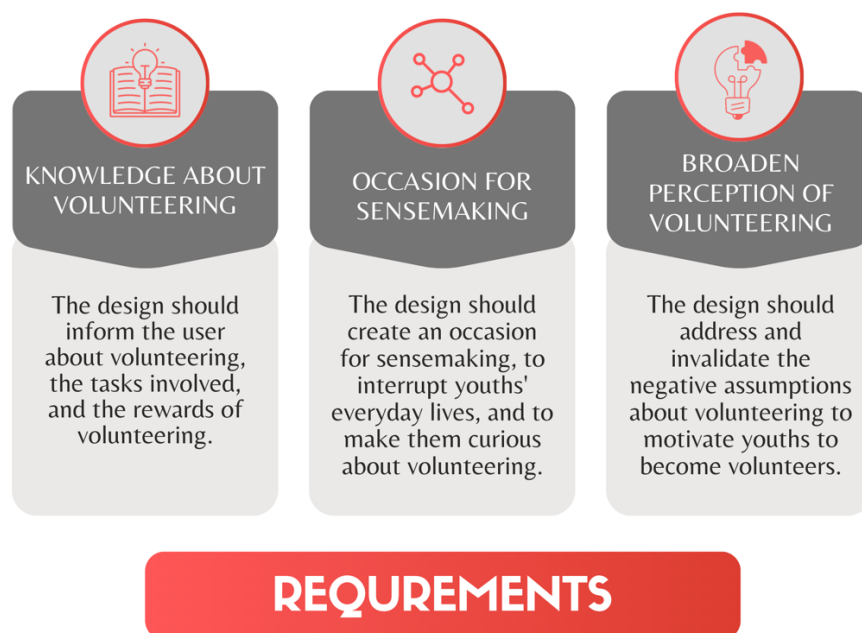 KNOWLEDGE ABOUT
VOLUNTEERING
The design should
inform the user
about volunteering,
the tasks involved,
and the rewards of
volunteering.
OCCASION FOR
SENSEMAKING
The design should
create an occasion
for sensemaking, to
interrupt youths'
everyday lives, and to
make them curious
about volunteering.
BROADEN
PERCEPTION OF
VOLUNTEERING
The design should
address and
invalidate the
negative assumptions
about volunteering to
motivate youths to
become volunteers.
REQUREMENTS